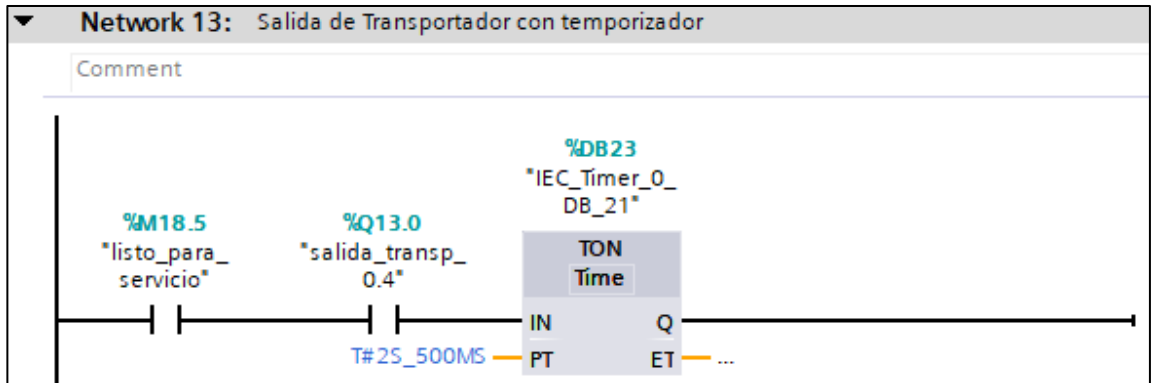 Network 13: Salida de Transportador con temporizador
Comment
%DB23
"IEC_Timer_0_
DB_21"
%M18.5
"listo_para_
servicio"
%Q13.0
"salida_transp_
0.4"
TON
Time
IN
Q
T#2S_500MS
PT
ET
...